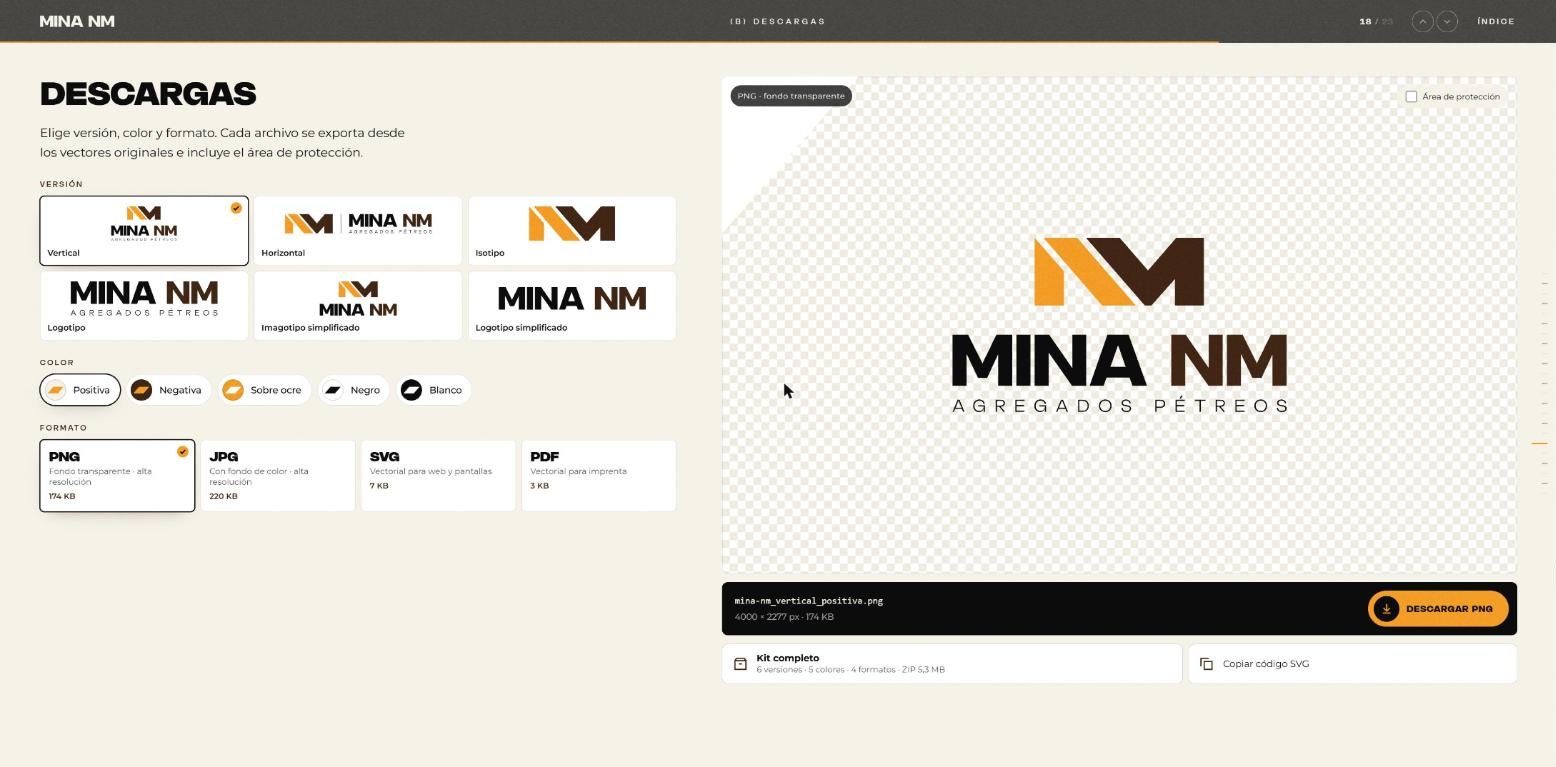 MINA NM
(B) DESCARGAS
18 / 23
ÍNDICE
DESCARGAS
Elige versión, color y formato. Cada archivo se exporta desde
los vectores originales e incluye el área de protección.
VERSIÓN
MINA NM
AGREGADOS PÉTREOS
Vertical
MINA NM
AGREGADOS PÉTREOS
Horizontal
Isotipo
MINA NM
AGREGADOS PÉTREOS
Logotipo
MINA NM
Imagotipo simplificado
MINA NM
Logotipo simplificado
COLOR
Positiva
Negativa
Sobre ocre
Negro
Blanco
FORMATO
PNG
Fondo transparente · alta
resolución
174 KB
JPG
Con fondo de color · alta
resolución
220 KB
SVG
Vectorial para web y pantallas
7 KB
PDF
Vectorial para imprenta
3 KB
PNG · fondo transparente
Área de protección
MINA NM
AGREGADOS PÉTREOS
mina-nm_vertical_positiva.png
4000 × 2277 px · 174 KB
DESCARGAR PNG
Kit completo
6 versiones · 5 colores · 4 formatos · ZIP 5,3 MB
Copiar código SVG